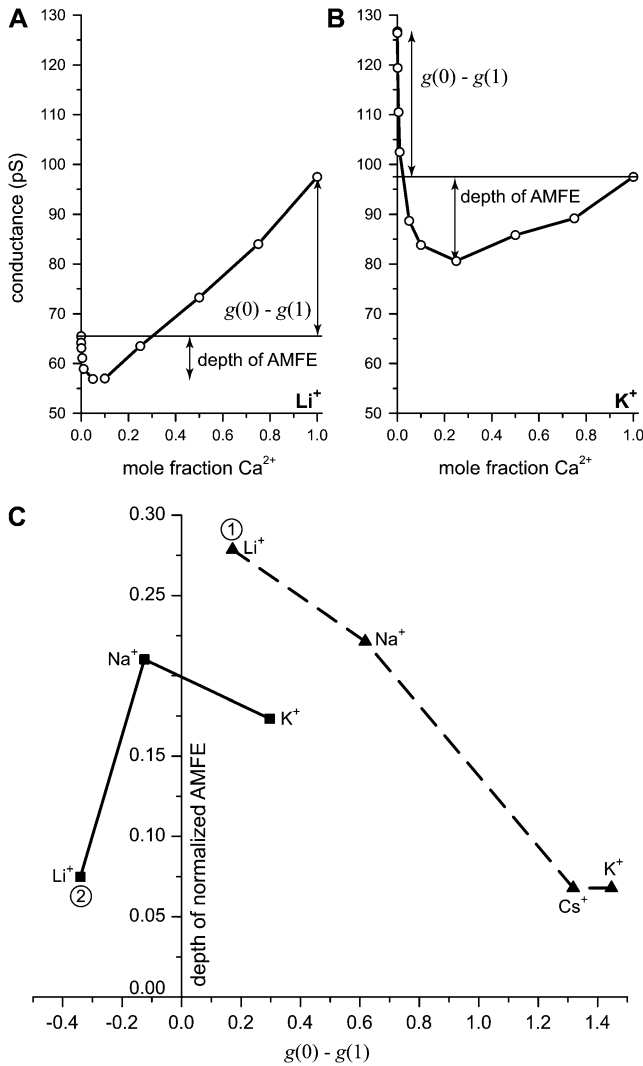 A
B
130
120
110
100
90
80
70
60
50
conductance (pS)
g(0) - g(1)
depth of AMFE
Li⁺
0.0 0.2 0.4 0.6 0.8 1.0
mole fraction Ca²⁺
130
120
110
100
90
80
70
60
50
g(0) - g(1)
depth of AMFE
K⁺
0.0 0.2 0.4 0.6 0.8 1.0
mole fraction Ca²⁺
C
0.30
0.25
0.15
0.10
0.05
0.00
depth of normalized AMFE
1
Li⁺
Na⁺
Na⁺
K⁺
Li⁺
2
K⁺
Cs⁺
-0.4 -0.2 0.0 0.2 0.4 0.6 0.8 1.0 1.2 1.4
g(0) - g(1)